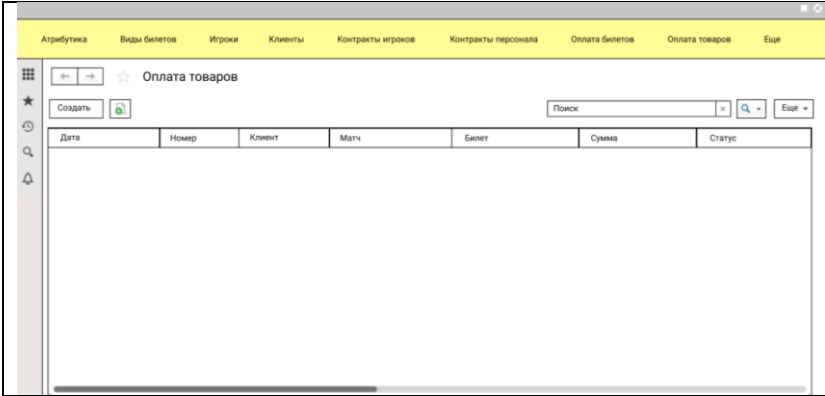 Атрибутика Виды билетов Игроки Клиенты Контракты игроков Контракты персонала Оплата билетов Оплата товаров Еще
Оплата товаров
Создать Поиск Еще
Дата Номер Клиент Матч Билет Сумма Статус